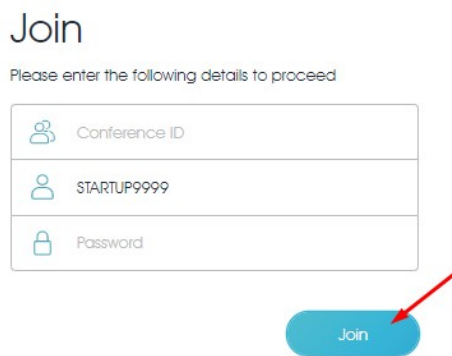 Join
Please enter the following details to proceed
Conference ID
STARTUP9999
Password
Join